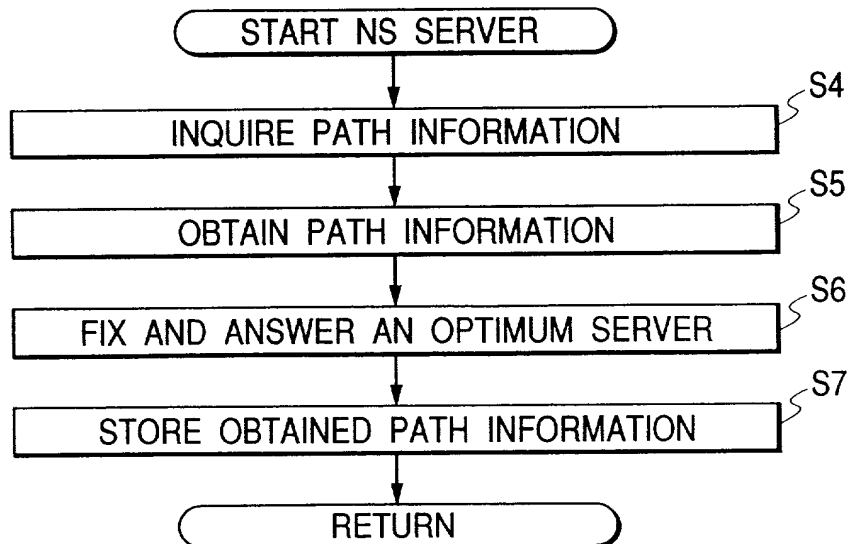 START NS SERVER
S4
INQUIRE PATH INFORMATION
S5
OBTAIN PATH INFORMATION
S6
FIX AND ANSWER AN OPTIMUM SERVER
S7
STORE OBTAINED PATH INFORMATION
RETURN